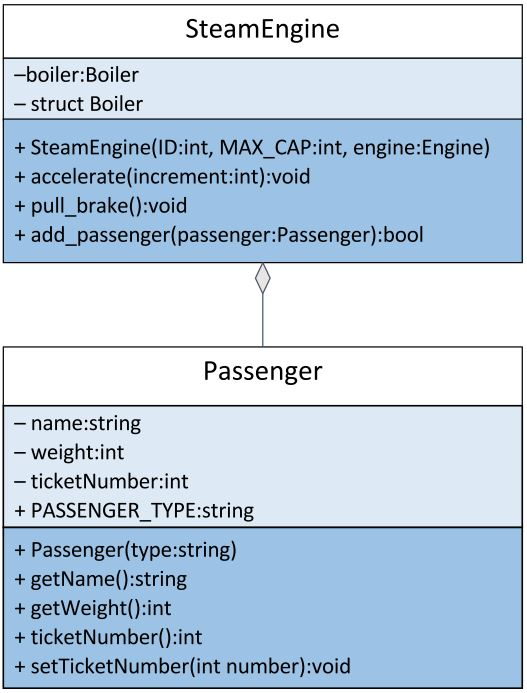 SteamEngine
–boiler:Boiler
– struct Boiler
+ SteamEngine(ID:int, MAX_CAP:int, engine:Engine)
+ accelerate(increment:int):void
+ pull_brake():void
+ add_passenger(passenger:Passenger):bool
Passenger
– name:string
– weight:int
– ticketNumber:int
+ PASSENGER_TYPE:string
+ Passenger(type:string)
+ getName():string
+ getWeight():int
+ ticketNumber():int
+ setTicketNumber(int number):void